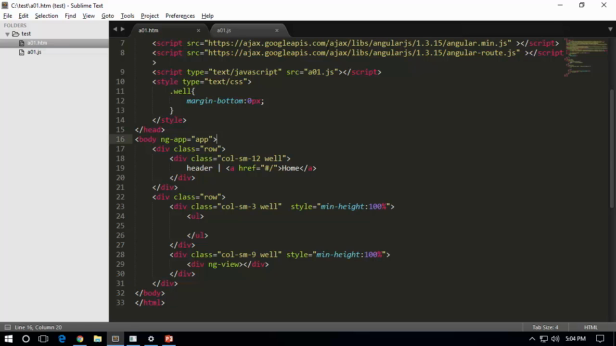 C:\test\a01.htm (test) - Sublime Text
File Edit Selection Find View Goto Tools Project Preferences Help
FOLDERS
test
a01.htm
a01.js
a01.htm
a01.js
7 <script src="https://ajax.googleapis.com/ajax/libs/angularjs/1.3.15/angular.min.js" ></script>
8 <script src="https://ajax.googleapis.com/ajax/libs/angularjs/1.3.15/angular-route.js" ></script
>
9 <script type="text/javascript" src="a01.js"></script>
10 <style type="text/css">
11 .well{
12 margin-bottom:0px;
13 }
14 </style>
15 </head>
16 <body ng-app="app">
17 <div class="row">
18 <div class="col-sm-12 well">
19 header | <a href="#/">Home</a>
20 </div>
21 </div>
22 <div class="row">
23 <div class="col-sm-3 well" style="min-height:100%">
24 <ul>
25
26 </ul>
27 </div>
28 <div class="col-sm-9 well" style="min-height:100%">
29 <div ng-view></div>
30 </div>
31 </div>
32 </body>
33 </html>
Line 16, Column 20
Tab Size: 4
HTML
5:04 PM